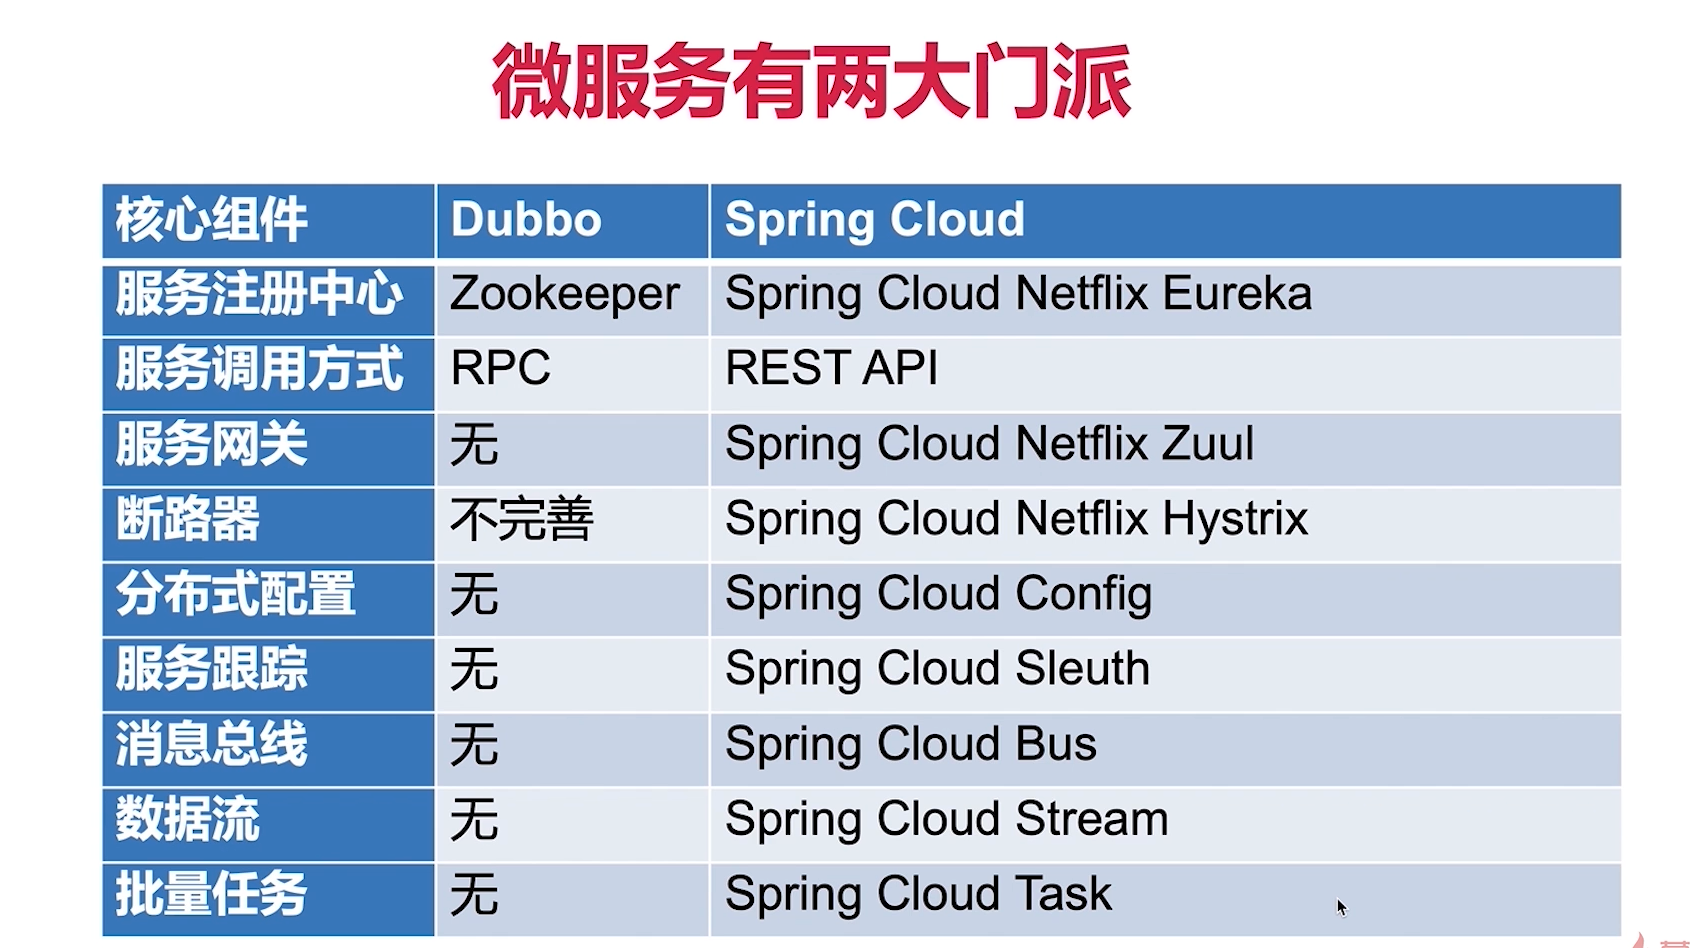 微服务有两大门派
核心组件 Dubbo Spring Cloud
服务注册中心 Zookeeper Spring Cloud Netflix Eureka
服务调用方式 RPC REST API
服务网关 无 Spring Cloud Netflix Zuul
断路器 不完善 Spring Cloud Netflix Hystrix
分布式配置 无 Spring Cloud Config
服务跟踪 无 Spring Cloud Sleuth
消息总线 无 Spring Cloud Bus
数据流 无 Spring Cloud Stream
批量任务 无 Spring Cloud Task